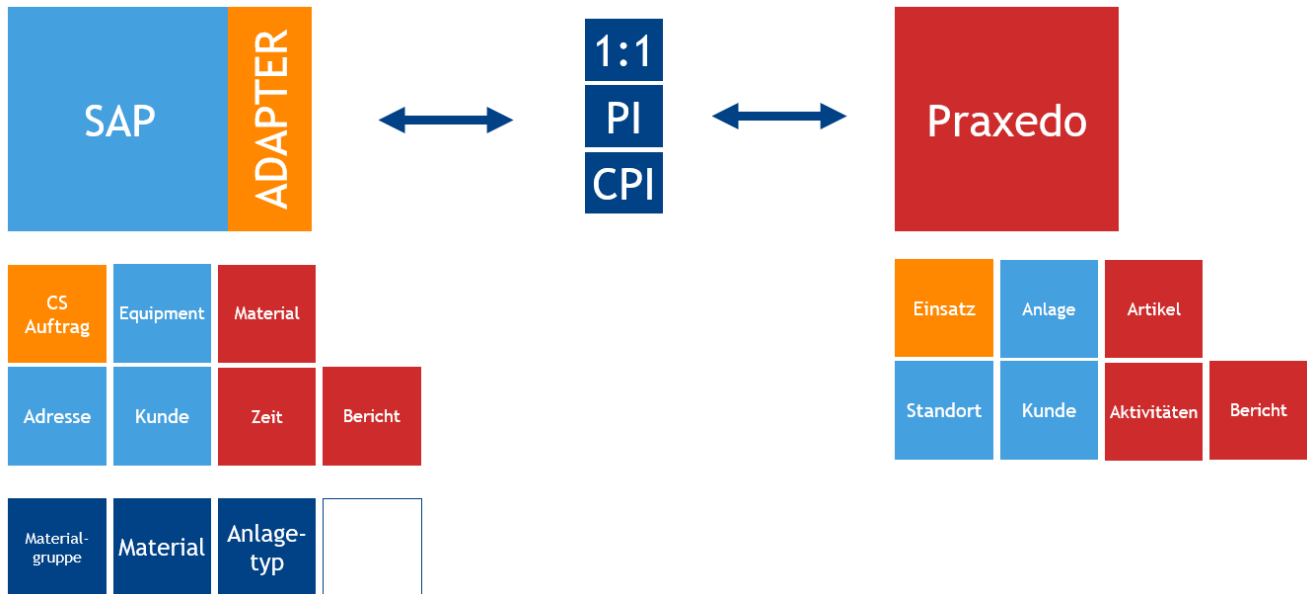 SAP
ADAPTER
1:1
PI
CPI
Praxedo
CS
Auftrag
Equipment
Material
Adresse
Kunde
Zeit
Bericht
Material-
gruppe
Material
Anlage-
typ
Einsatz
Anlage
Artikel
Standort
Kunde
Aktivitäten
Bericht